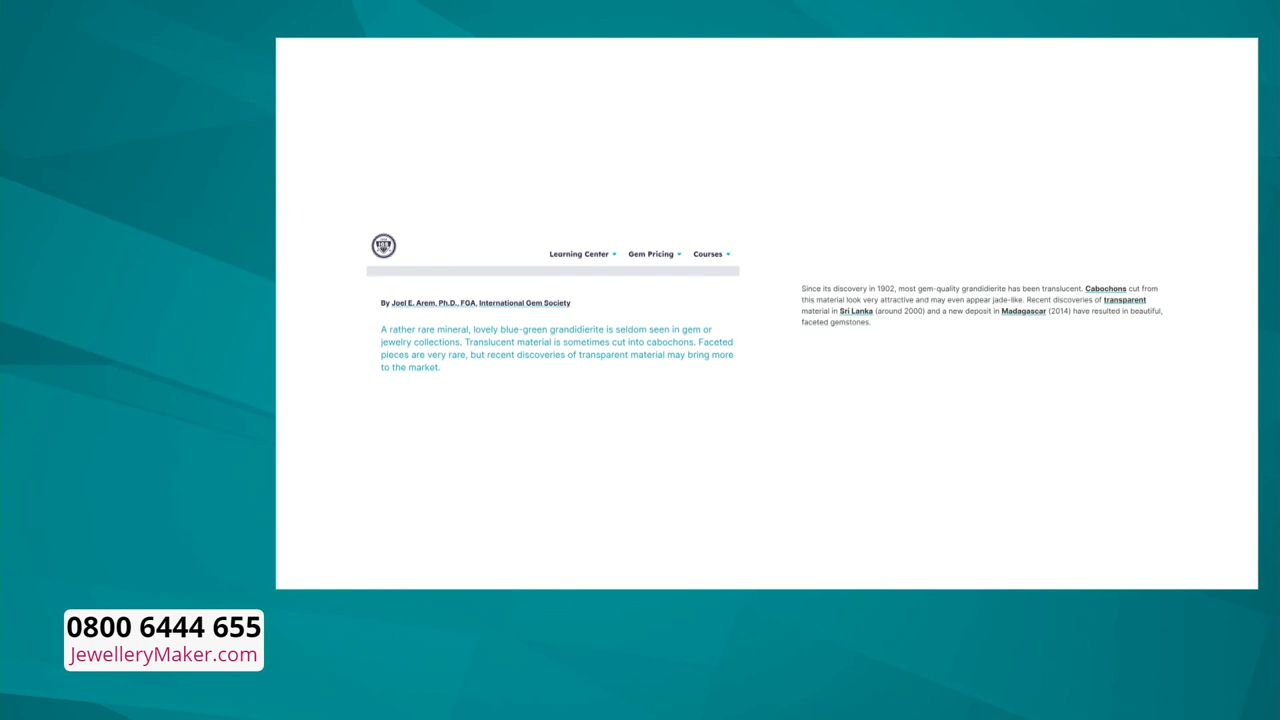 Learning Center
Gem Pricing
Courses
By Joel E. Arem, Ph.D., FGA, International Gem Society
A rather rare mineral, lovely blue-green grandidierite is seldom seen in gem or
jewelry collections. Translucent material is sometimes cut into cabochons. Faceted
pieces are very rare, but recent discoveries of transparent material may bring more
to the market.
Since its discovery in 1902, most gem-quality grandidierite has been translucent. Cabochons cut from
this material look very attractive and may even appear jade-like. Recent discoveries of transparent
material in Sri Lanka (around 2000) and a new deposit in Madagascar (2014) have resulted in beautiful,
faceted gemstones.
0800 6444 655
JewelleryMaker.com